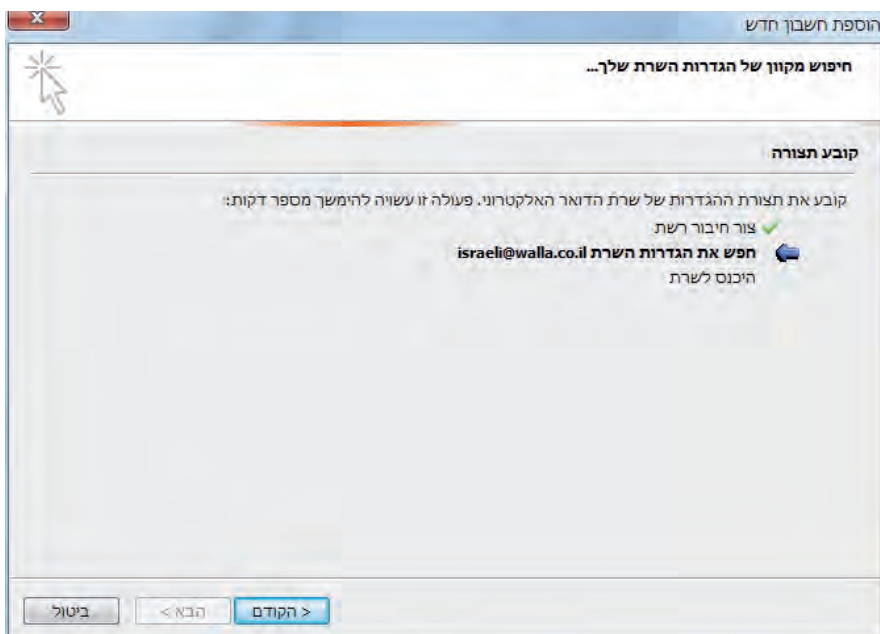 הוספת חשבון חדש
חיפוש מקוון של הגדרות השרת שלך...
קובע תצורה
קובע את תצורת ההגדרות של שרת הדואר האלקטרוני. פעולה זו עשויה להימשך מספר דקות:
צור חיבור רשת
חפש את הגדרות השרת israeli@walla.co.il
היכנס לשרת
< הקודם
הבא >
ביטול